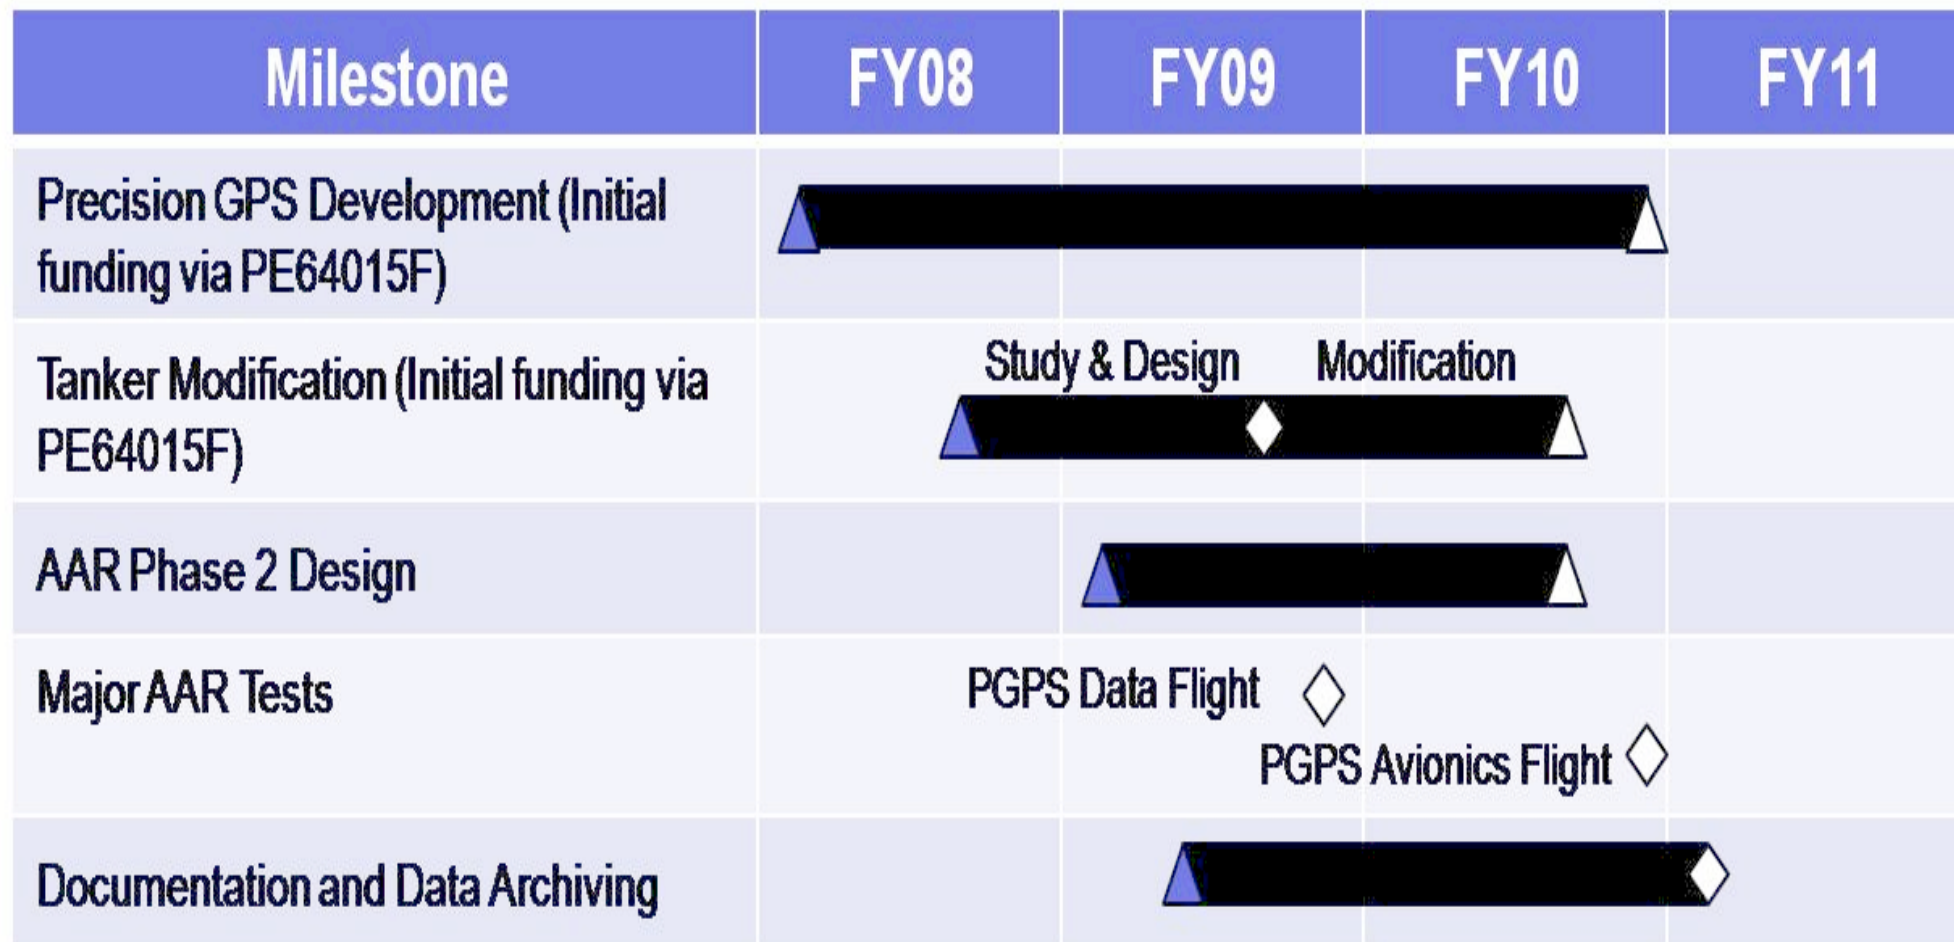 Milestone FY08 FY09 FY10 FY11
Precision GPS Development (Initial
funding via PE64015F)
Study & Design Modification
Tanker Modification (Initial funding via
PE64015F)
AAR Phase 2 Design
Major AAR Tests
PGPS Data Flight
PGPS Avionics Flight
Documentation and Data Archiving